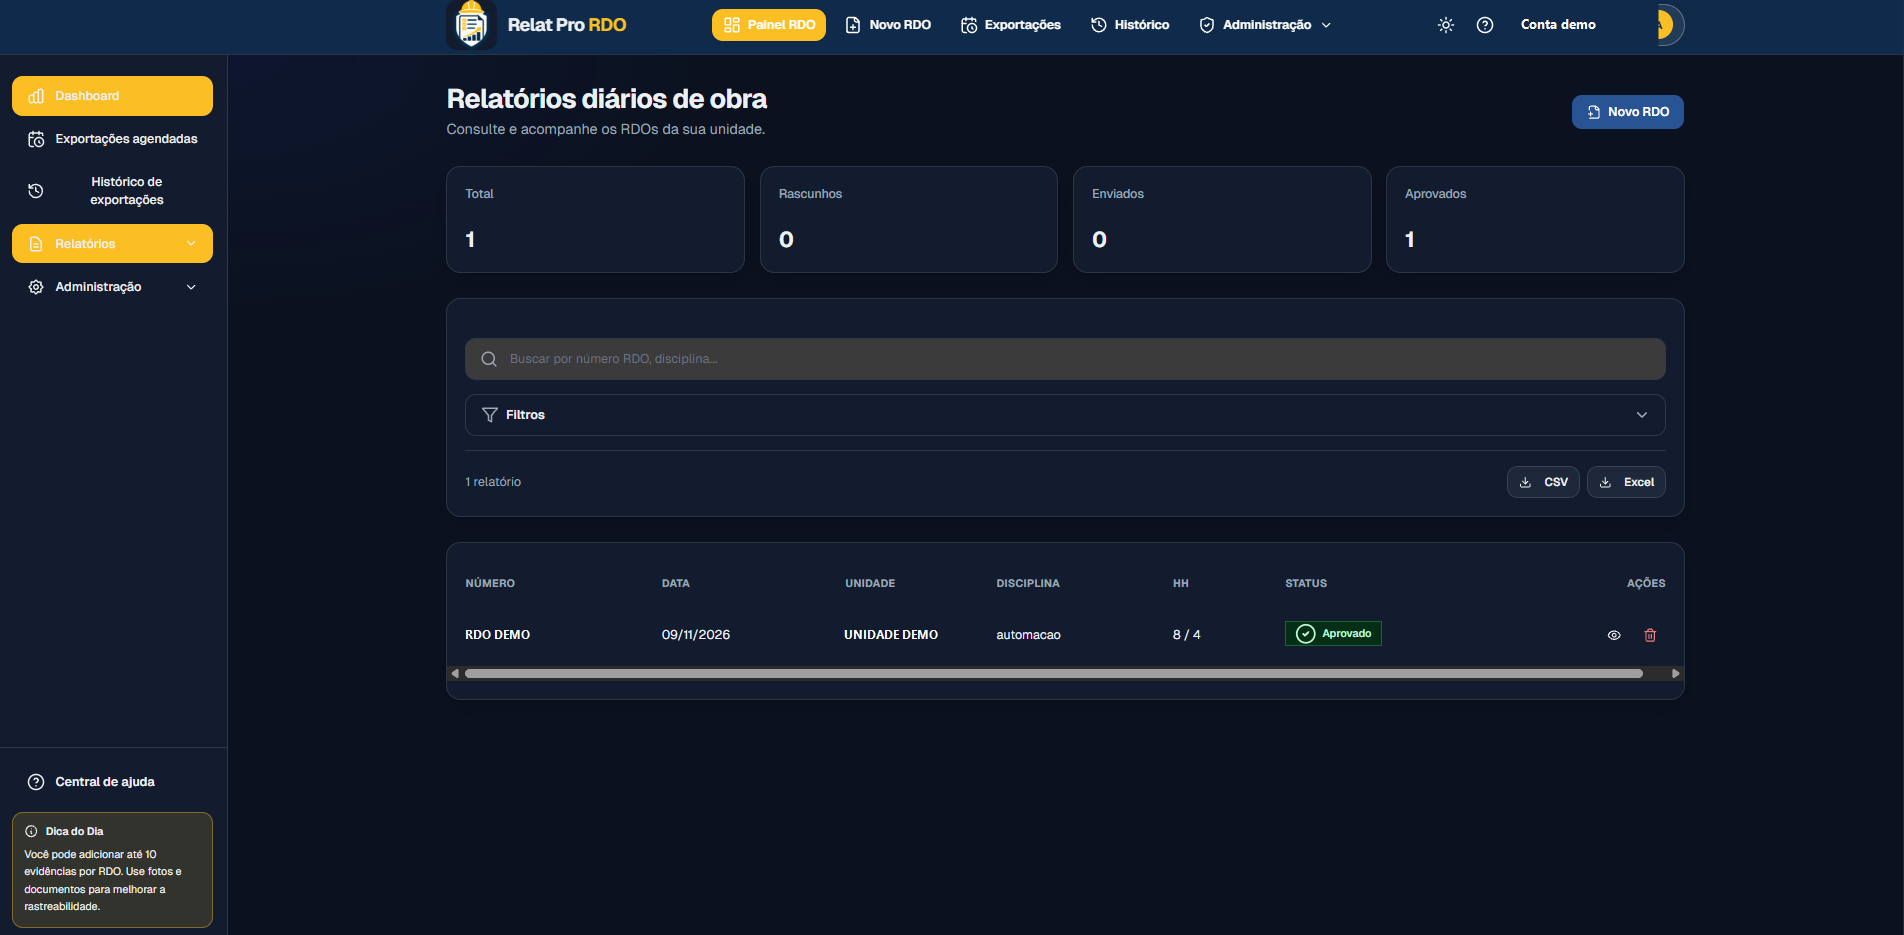 Relat Pro RDO
Painel RDO
Novo RDO
Exportações
Histórico
Administração
Conta demo
Dashboard
Exportações agendadas
Histórico de
exportações
Relatórios
Administração
Central de ajuda
Dica do Dia
Você pode adicionar até 10
evidências por RDO. Use fotos e
documentos para melhorar a
rastreabilidade.
Relatórios diários de obra
Consulte e acompanhe os RDOs da sua unidade.
Novo RDO
Total
1
Rascunhos
0
Enviados
0
Aprovados
1
Buscar por número RDO, disciplina...
Filtros
1 relatório
CSV
Excel
NÚMERO DATA UNIDADE DISCIPLINA HH STATUS AÇÕES
RDO DEMO 09/11/2026 UNIDADE DEMO automacao 8 / 4 Aprovado